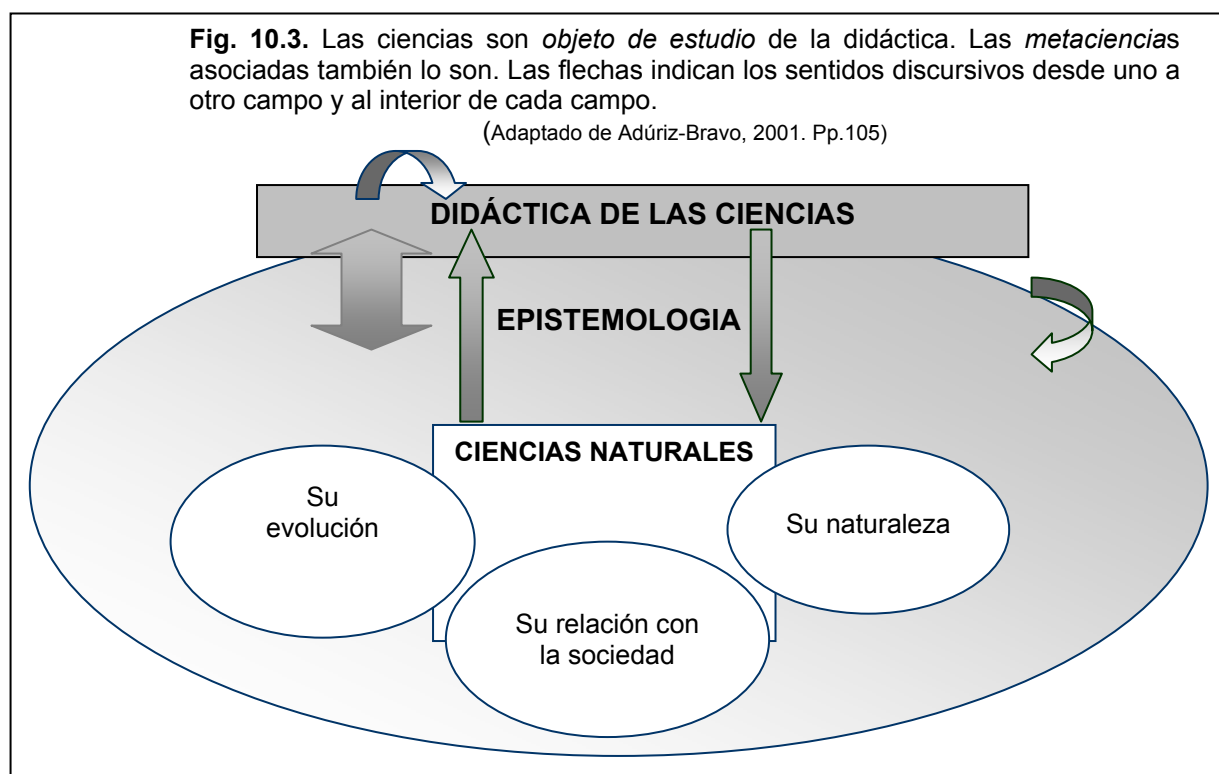 Fig. 10.3. Las ciencias son objeto de estudio de la didáctica. Las metaciencias
asociadas también lo son. Las flechas indican los sentidos discursivos desde uno a
otro campo y al interior de cada campo.
(Adaptado de Adúriz-Bravo, 2001. Pp.105)
DIDÁCTICA DE LAS CIENCIAS
EPISTEMOLOGIA
CIENCIAS NATURALES
Su
evolución
Su naturaleza
Su relación con
la sociedad